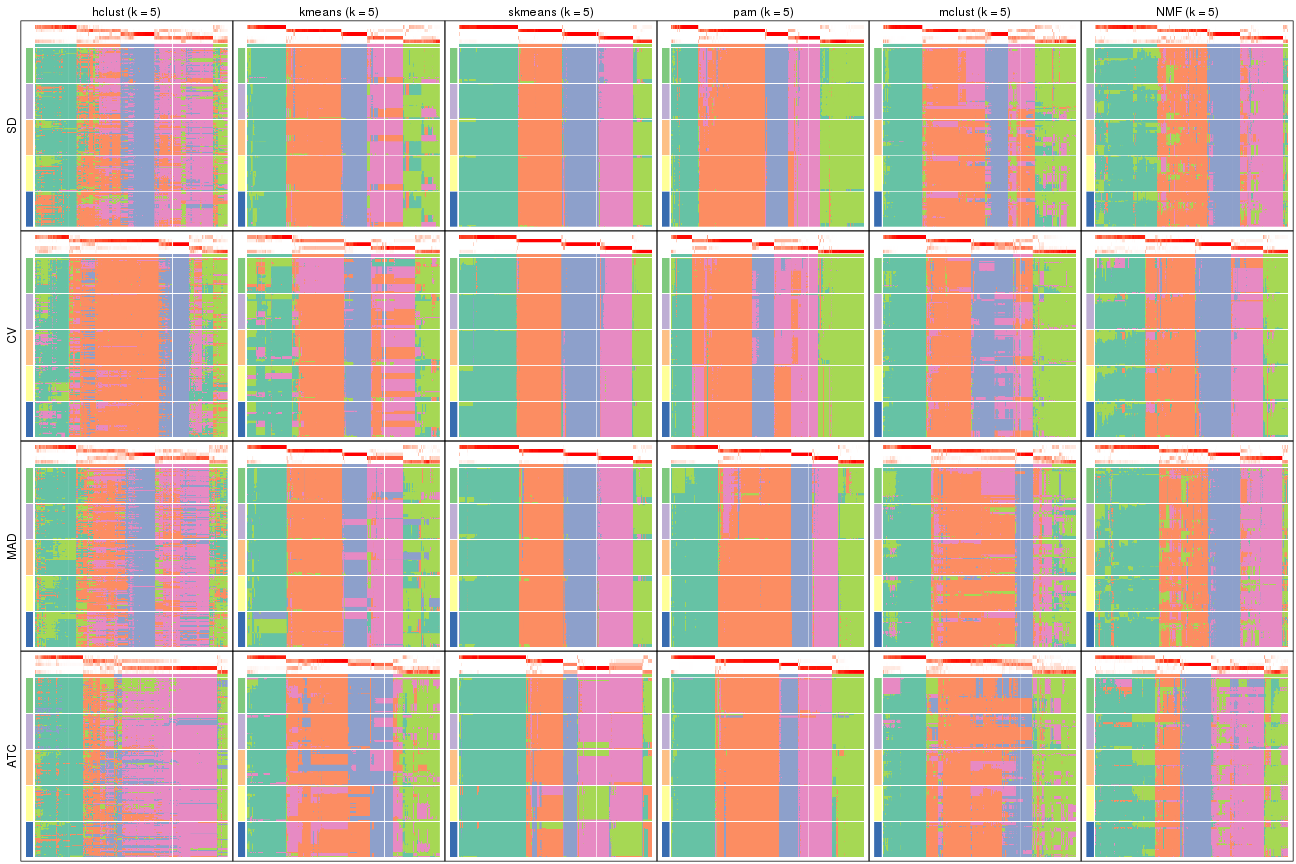 hclust (k = 5) kmeans (k = 5) skmeans (k = 5) pam (k = 5) mclust (k = 5) NMF (k = 5)
SD
CV
MAD
ATC